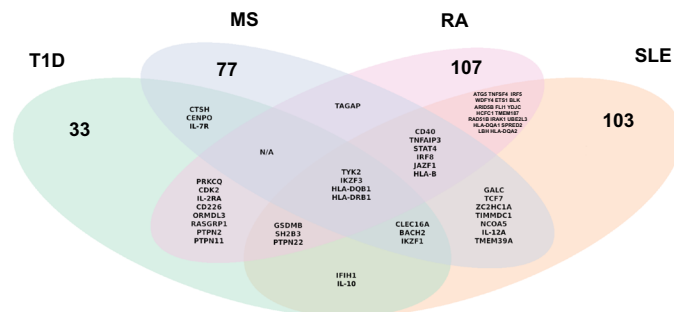 MS
RA
T1D
SLE
77
107
33
103
ATG5 TNFSF4 IRF5
WDFY4 ETS1 BLK
ARID5B FLI1 YDJC
HCFC1 TMEM187
RAD51B IRAK1 UBE2L3
HLA-DQA1 SPRED2
LBH HLA-DQA2
CTSH
CENPO
IL-7R
TAGAP
N/A
CD40
TNFAIP3
STAT4
IRF8
JAZF1
HLA-B
TYK2
IKZF3
HLA-DQB1
HLA-DRB1
PRKCQ
CDK2
IL-2RA
CD226
ORMDL3
RASGRP1
PTPN2
PTPN11
GSDMB
SH2B3
PTPN22
CLEC16A
BACH2
IKZF1
GALC
TCF7
ZC2HC1A
TIMMDC1
NCOA5
IL-12A
TMEM39A
IFIH1
IL-10